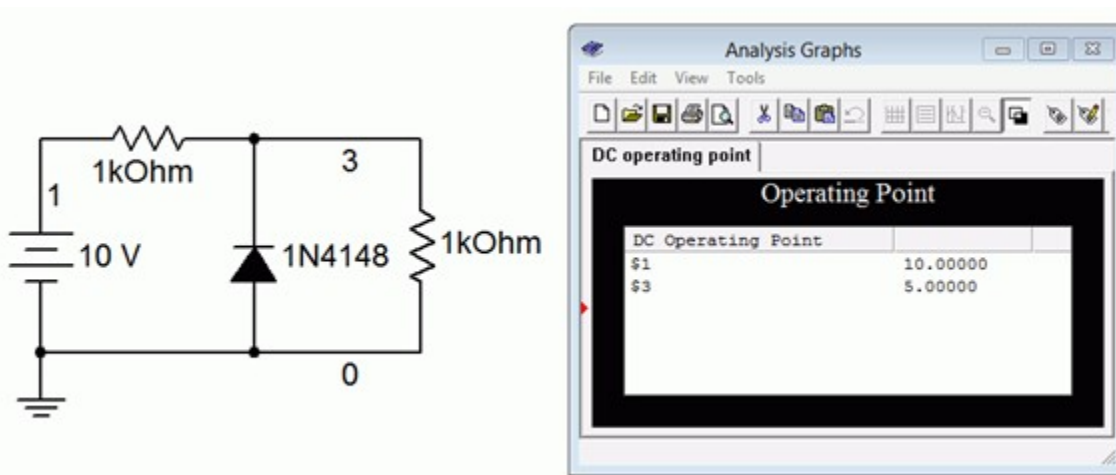 1kOhm
3
1
10 V
1N4148
1kOhm
0
Analysis Graphs
File Edit View Tools
DC operating point
Operating Point
DC Operating Point
$1 10.00000
$3 5.00000